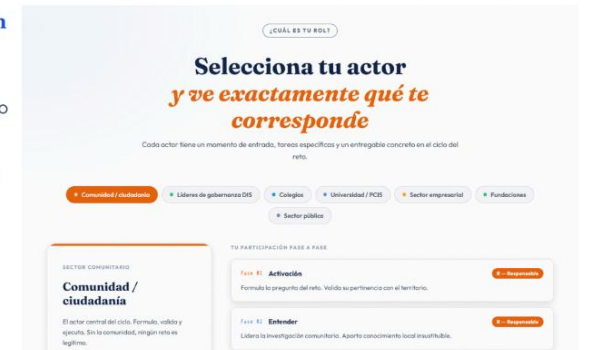 n
o
¿CUÁL ES TU ROL?
Selecciona tu actor
y ve exactamente qué te
corresponde
Cada actor tiene un momento de entrada, tareas específicas y un entregable concreto en el ciclo del
reto.
Comunidad / ciudadanía
Líderes de gobernanza DIS
Colegios
Universidad / PCIS
Sector empresarial
Fundaciones
Sector público
SECTOR COMUNITARIO
Comunidad /
ciudadanía
El actor central del ciclo. Formula, valida y
ejecuta. Sin la comunidad, ningún reto es
legítimo.
TU PARTICIPACIÓN FASE A FASE
Fase 01 Activación
R — Responsable
Formula la pregunta del reto. Valida su pertinencia con el territorio.
Fase 02 Entender
R — Responsable
Lidera la investigación comunitaria. Aporta conocimiento local insustituible.